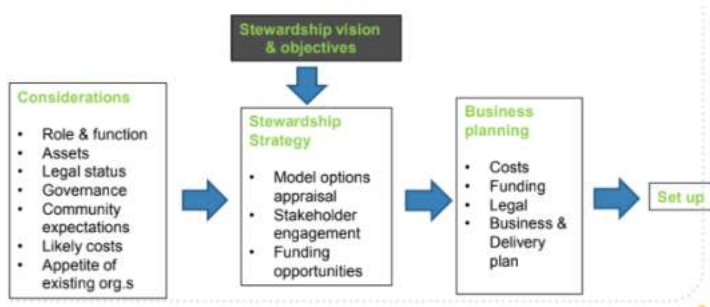 Stewardship vision
& objectives
Considerations
• Role & function
• Assets
• Legal status
• Governance
• Community
expectations
• Likely costs
• Appetite of
existing org.s
Stewardship
Strategy
• Model options
appraisal
• Stakeholder
engagement
• Funding
opportunities
Business
planning
• Costs
• Funding
• Legal
• Business &
Delivery
plan
Set up